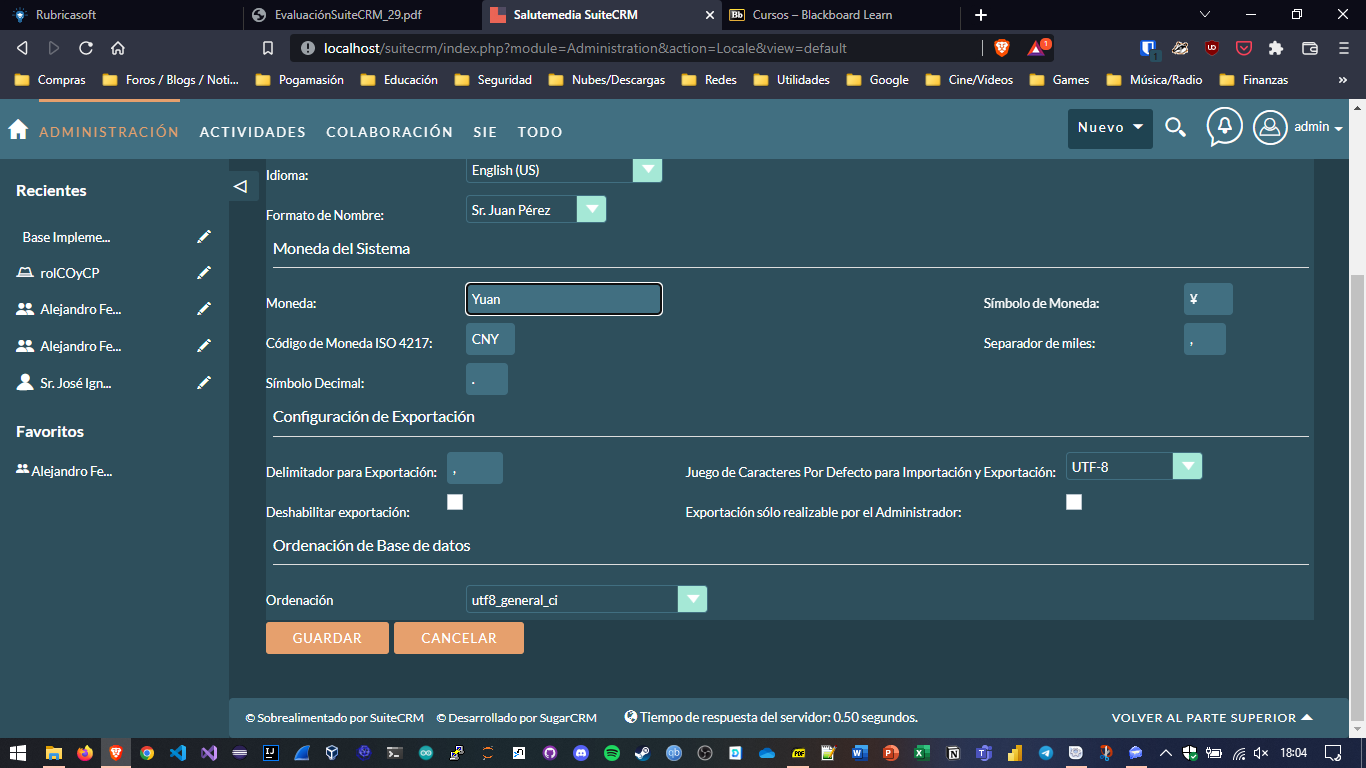 Rubricasoft
EvaluaciónSuiteCRM_29.pdf
Salutemedia SuiteCRM
Bb Cursos – Blackboard Learn
localhost/suitecrm/index.php?module=Administration&action=Locale&view=default
1
1
Compras
Foros / Blogs / Noti...
Pogamasión
Educación
Seguridad
Nubes/Descargas
Redes
Utilidades
Google
Cine/Videos
Games
Música/Radio
Finanzas
ADMINISTRACIÓN
ACTIVIDADES
COLABORACIÓN
SIE
TODO
Nuevo
admin
Recientes
Base Impleme...
rolCOyCP
Alejandro Fe...
Alejandro Fe...
Sr. José Ign...
Favoritos
Alejandro Fe...
Idioma: English (US)
Formato de Nombre: Sr. Juan Pérez
Moneda del Sistema
Moneda: Yuan Símbolo de Moneda: ¥
Código de Moneda ISO 4217: CNY Separador de miles: ,
Símbolo Decimal: .
Configuración de Exportación
Delimitador para Exportación: , Juego de Caracteres Por Defecto para Importación y Exportación: UTF-8
Deshabilitar exportación: Exportación sólo realizable por el Administrador:
Ordenación de Base de datos
Ordenación utf8_general_ci
GUARDAR CANCELAR
© Sobrealimentado por SuiteCRM © Desarrollado por SugarCRM Tiempo de respuesta del servidor: 0.50 segundos. VOLVER AL PARTE SUPERIOR
18:04